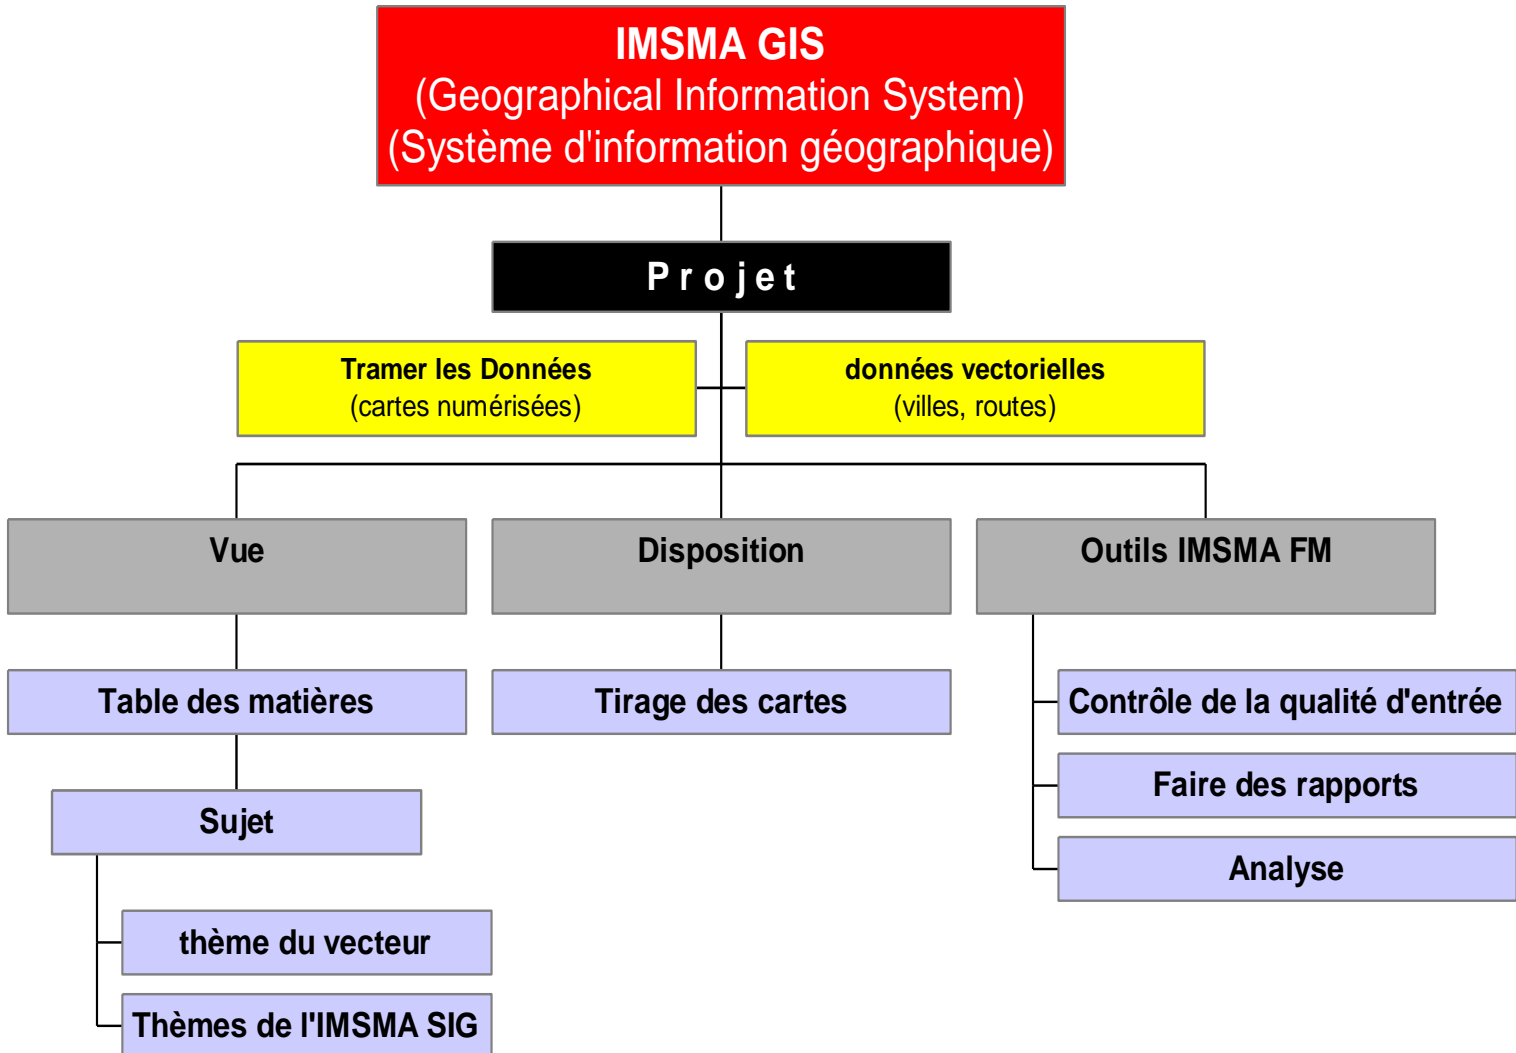 IMSMA GIS
(Geographical Information System)
(Système d'information géographique)
Projet
Tramer les Données
(cartes numérisées)
données vectorielles
(villes, routes)
Vue
Disposition
Outils IMSMA FM
Table des matières
Tirage des cartes
Contrôle de la qualité d'entrée
Faire des rapports
Sujet
Analyse
thème du vecteur
Thèmes de l'IMSMA SIG